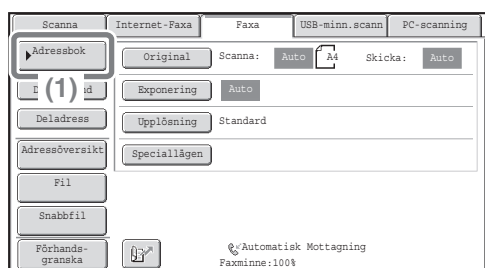 Scanna Internet-Faxa Faxa USB-minn.scann PC-scanning
Adressbok
Original Scanna: Auto A4 Skicka: Auto
(1)
Exponering Auto
Deladress Upplösning Standard
Adressöversikt Speciallägen
Fil
Snabbfil
Förhands-
granska
Automatisk Mottagning
Faxminne:100%